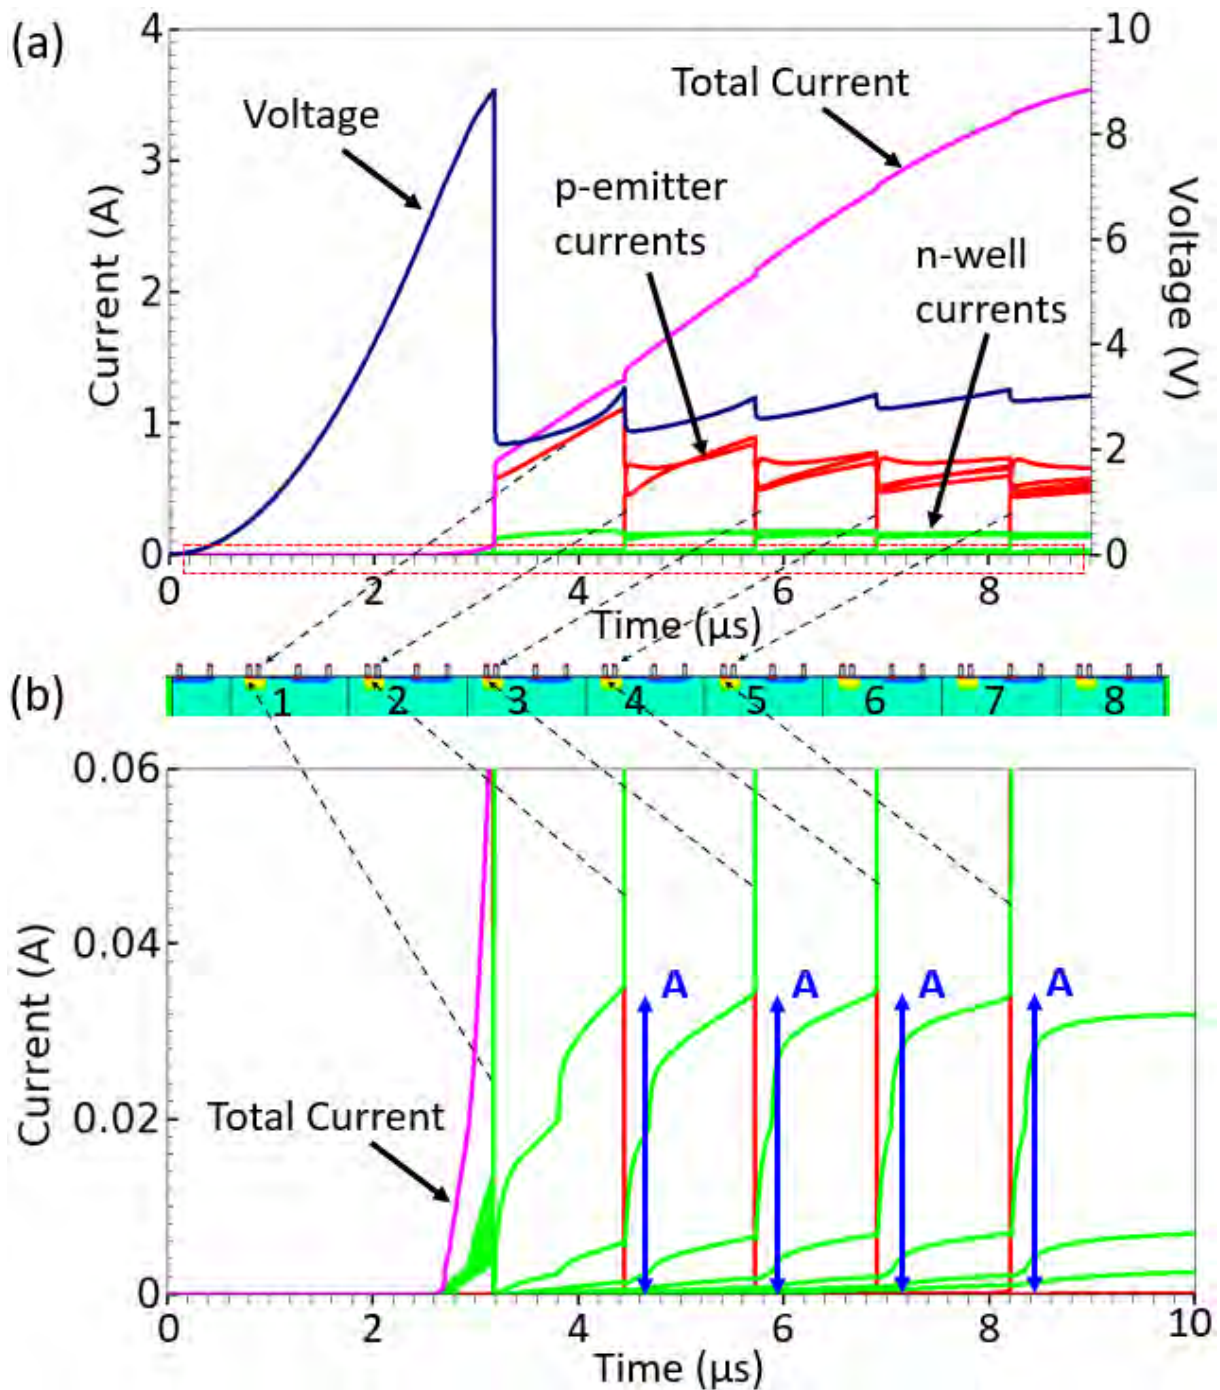 (a)
4
10
Total Current
Voltage
8
3
p-emitter
currents
n-well
currents
6
2
Current (A)
Voltage (V)
4
1
2
0
0
0
2
4
6
8
Time (μs)
(b)
1
2
3
4
5
6
7
8
0.06
0.04
A
A
A
A
Current (A)
0.02
Total Current
0
0
2
4
6
8
10
Time (μs)